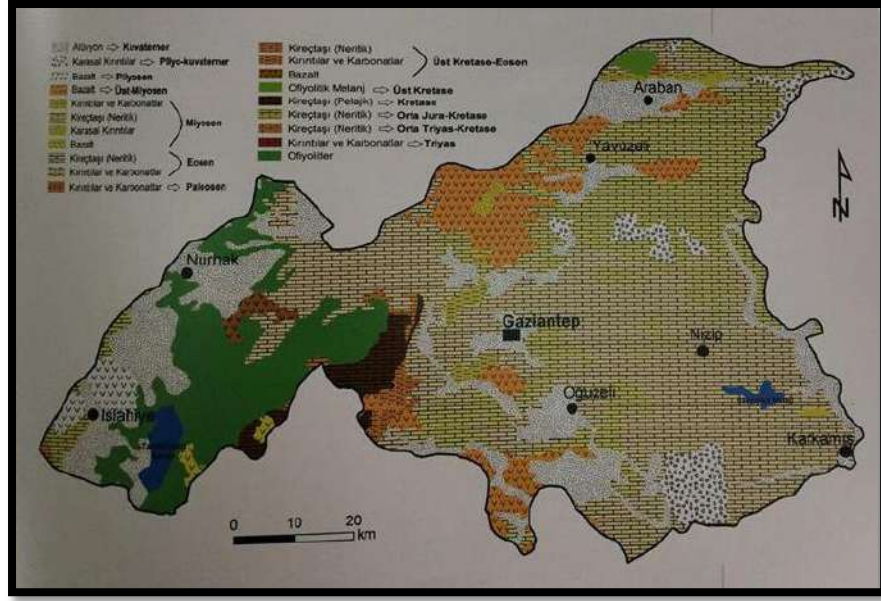 Alüvyon ⇨ Kuvaterner
Karasal Kırıntılar ⇨ Pliyo-kuvaterner
Bazalt ⇨ Pliyosen
Bazalt ⇨ Üst-Miyosen
Kırıntılar ve Karbonatlar
Kireçtaşı (Neritik)
Karasal Kırıntılar
Bazalt
Miyosen
Kireçtaşı (Neritik)
Kırıntılar ve Karbonatlar
Eosen
Kırıntılar ve Karbonatlar ⇨ Paleosen
Kireçtaşı (Neritik)
Kırıntılar ve Karbonatlar
Bazalt
Üst Kretase-Eosen
Ofiyolitik Melanj ⇨ Üst Kretase
Kireçtaşı (Pelajik) ⇨ Kretase
Kireçtaşı (Neritik) ⇨ Orta Jura-Kretase
Kireçtaşı (Neritik) ⇨ Orta Triyas-Kretase
Kırıntılar ve Karbonatlar ⇨ Triyas
Ofiyolitler
Araban
Yavuzeli
N
Nurhak
Gaziantep
Nizip
Islahiye
Oğuzeli
Karkamış
0 10 20
km